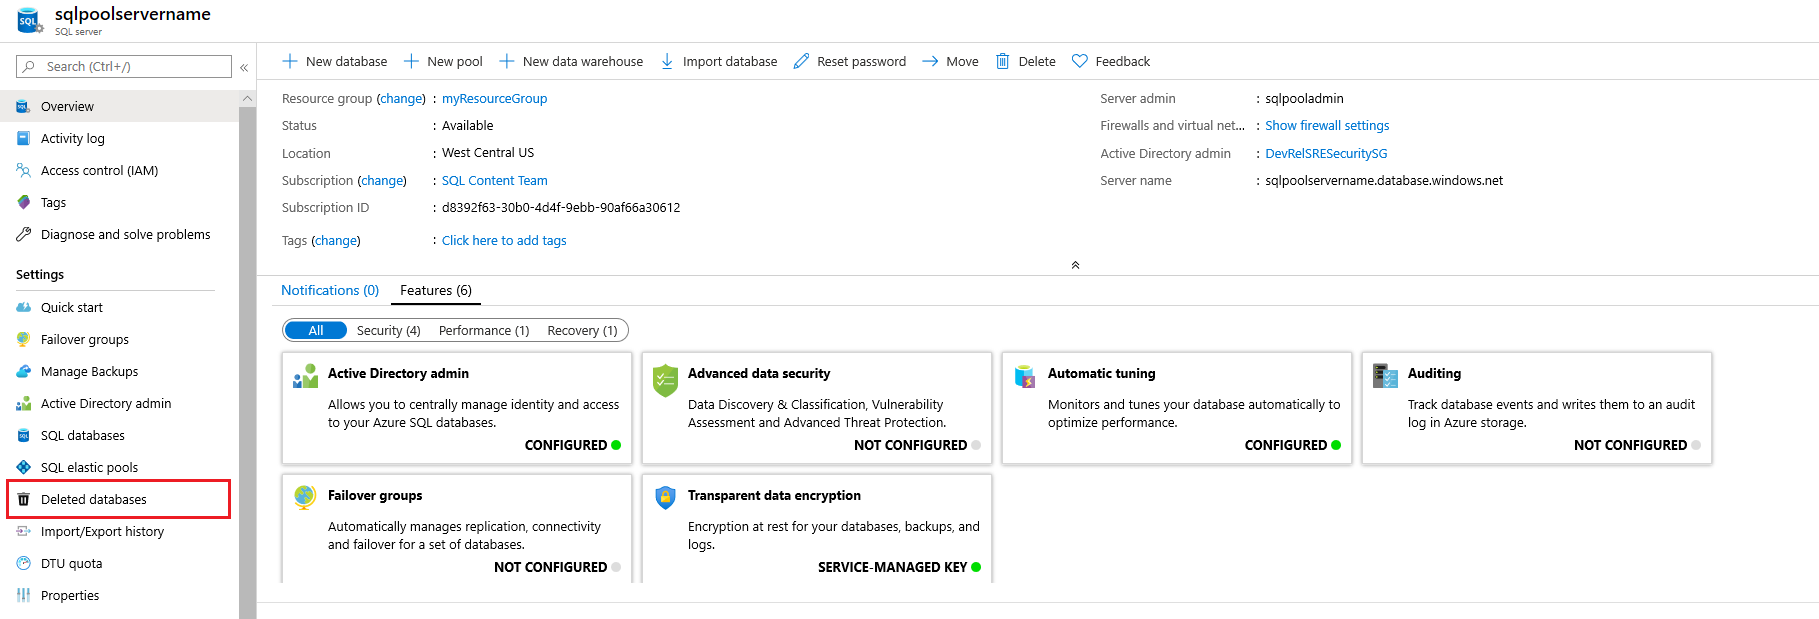 sqlpoolservername
SQL server
Search (Ctrl+/)
«
Overview
Activity log
Access control (IAM)
Tags
Diagnose and solve problems
Settings
Quick start
Failover groups
Manage Backups
Active Directory admin
SQL databases
SQL elastic pools
Deleted databases
Import/Export history
DTU quota
Properties
New database New pool New data warehouse Import database Reset password Move Delete Feedback
Resource group (change) : myResourceGroup
Status : Available
Location : West Central US
Subscription (change) : SQL Content Team
Subscription ID : d8392f63-30b0-4d4f-9ebb-90af66a30612
Tags (change) : Click here to add tags
Server admin : sqlpooladmin
Firewalls and virtual net... : Show firewall settings
Active Directory admin : DevRelSRESecuritySG
Server name : sqlpoolservername.database.windows.net
Notifications (0) Features (6)
All Security (4) Performance (1) Recovery (1)
Active Directory admin
Allows you to centrally manage identity and access
to your Azure SQL databases.
CONFIGURED
Advanced data security
Data Discovery & Classification, Vulnerability
Assessment and Advanced Threat Protection.
NOT CONFIGURED
Automatic tuning
Monitors and tunes your database automatically to
optimize performance.
CONFIGURED
Auditing
Track database events and writes them to an audit
log in Azure storage.
NOT CONFIGURED
Failover groups
Automatically manages replication, connectivity
and failover for a set of databases.
NOT CONFIGURED
Transparent data encryption
Encryption at rest for your databases, backups, and
logs.
SERVICE-MANAGED KEY